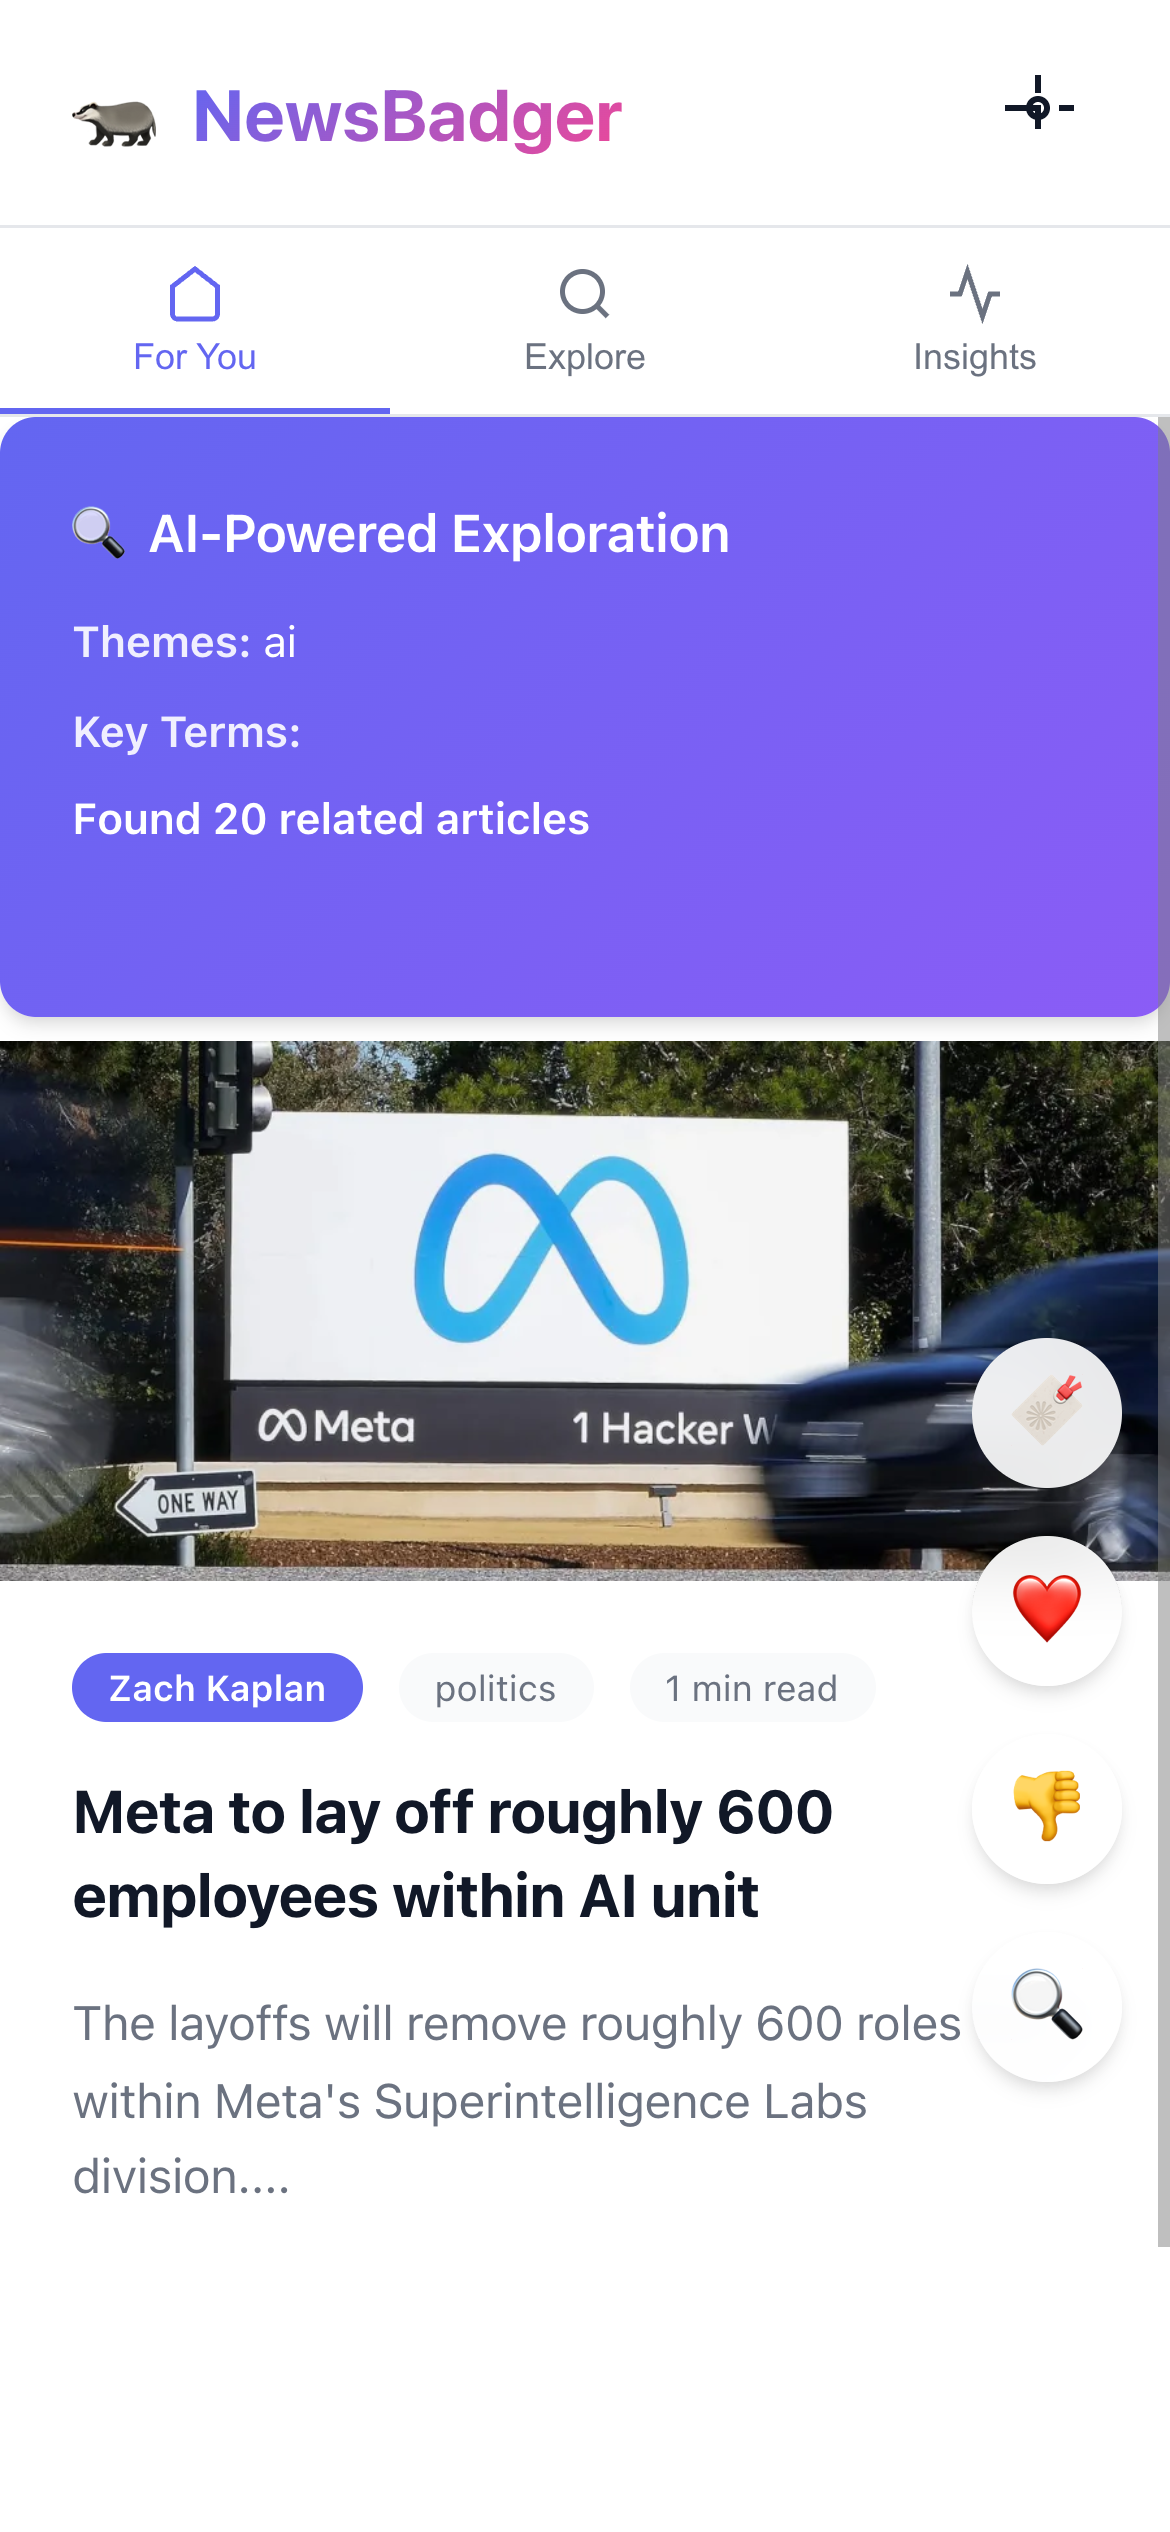 NewsBadger
For You
Explore
Insights
AI-Powered Exploration
Themes: ai
Key Terms:
Found 20 related articles
Meta
1 Hacker W
ONE WAY
Zach Kaplan
politics
1 min read
Meta to lay off roughly 600
employees within AI unit
The layoffs will remove roughly 600 roles
within Meta's Superintelligence Labs
division....